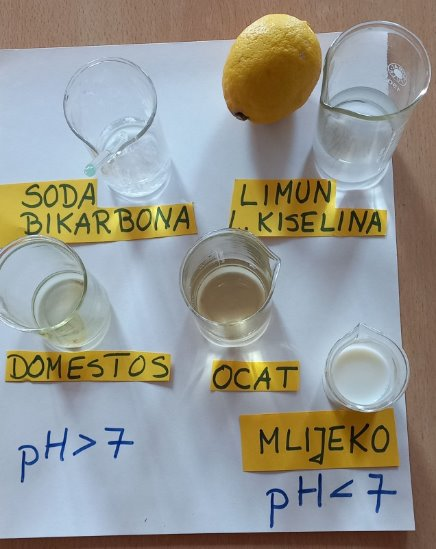 SODA
BIKARBONA
LIMUN
L. KISELINA
DOMESTOS
OCAT
MLIJEKO
pH > 7
pH < 7